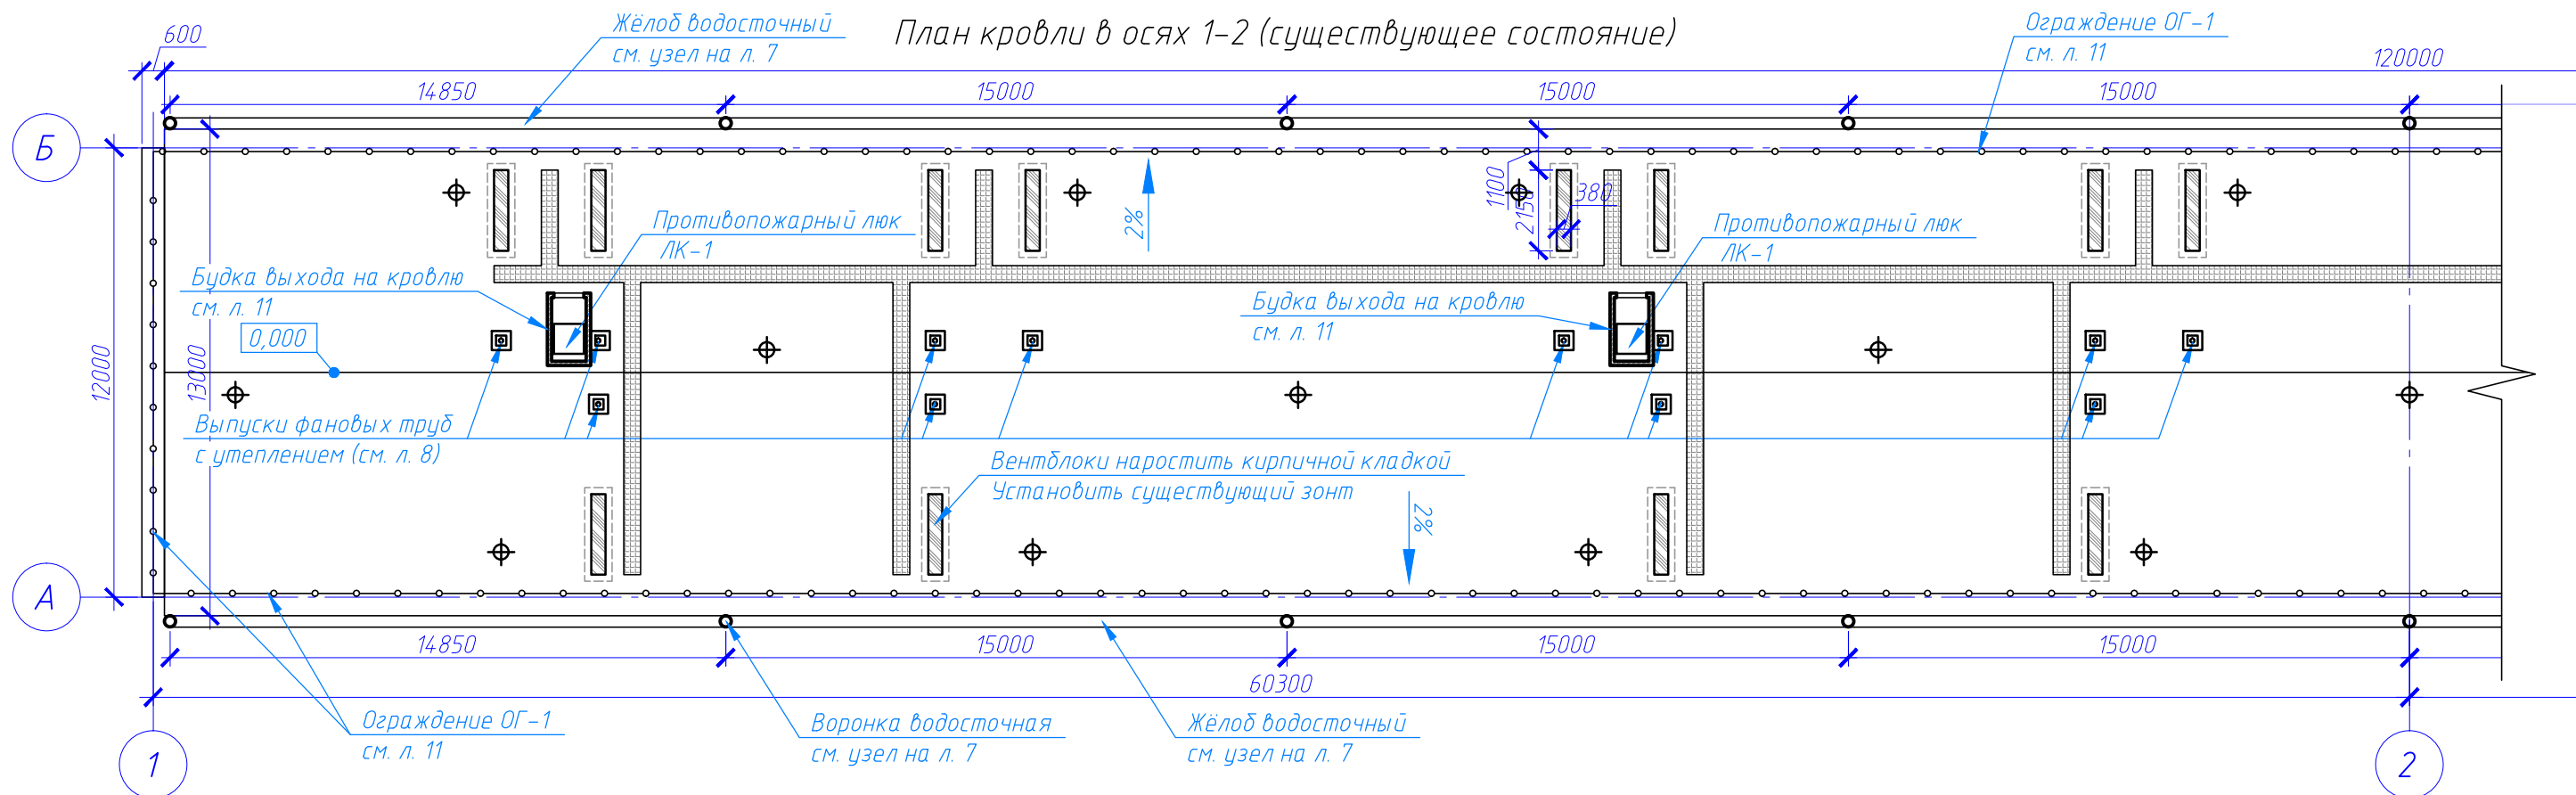 План кровли в осях 1-2 (существующее состояние)
Жёлоб водосточный
см. узел на л. 7
Ограждение ОГ-1
см. л. 11
600
120000
14850
15000
15000
15000
Б
1100
2150
380
2%
Противопожарный люк
ЛК-1
Противопожарный люк
ЛК-1
Будка выхода на кровлю
см. л. 11
Будка выхода на кровлю
см. л. 11
0,000
12000
13000
Выпуски фановых труб
с утеплением (см. л. 8)
Вентблоки наростить кирпичной кладкой
Установить существующий зонт
2%
А
14850
15000
15000
15000
60300
Ограждение ОГ-1
см. л. 11
Воронка водосточная
см. узел на л. 7
Жёлоб водосточный
см. узел на л. 7
1
2